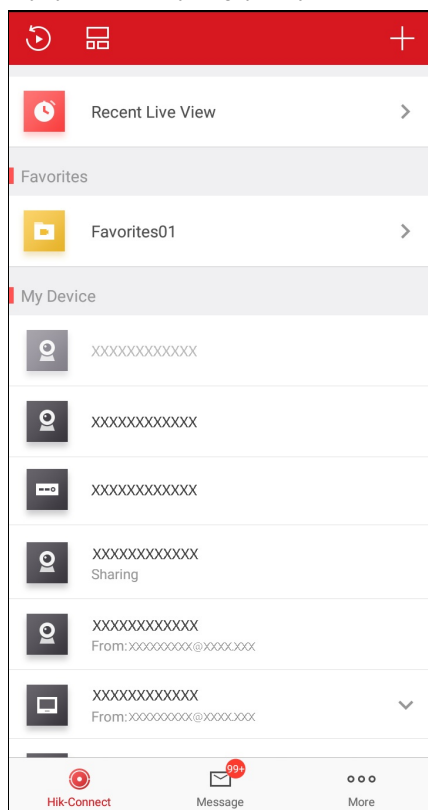 Recent Live View
Favorites
Favorites01
My Device
XXXXXXXXXXXX
XXXXXXXXXXXX
XXXXXXXXXXXX
XXXXXXXXXXXX
Sharing
XXXXXXXXXXXX
From:XXXXXXXXX@XXXX.XXX
XXXXXXXXXXXX
From:XXXXXXXXX@XXXX.XXX
99+
Hik-Connect
Message
More